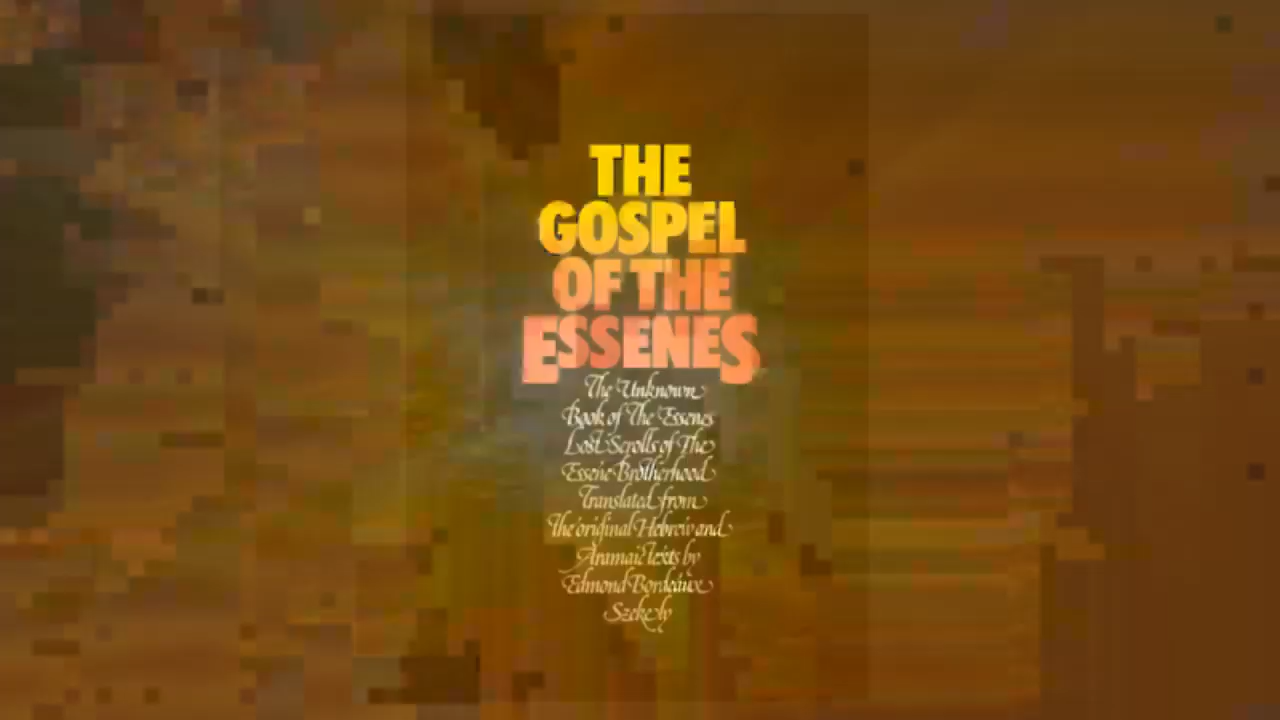 THE
GOSPEL
OF THE
ESSENES
The Unknown
Book of The Essenes
Lost Scrolls of The
Essene Brotherhood
Translated from
The original Hebrew and
Aramaic texts by
Edmond Bordeaux
Szekely